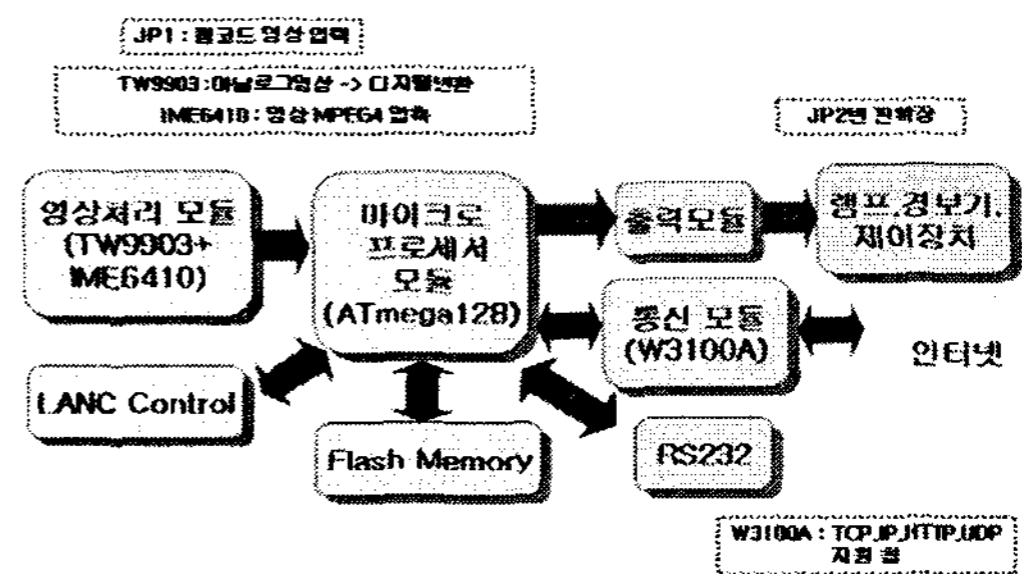 JP1 : 캠코드 영상 입력
TW9903 : 아날로그영상 -> 디지털변환
IME6410 : 영상 MPEG4 압축
JP2번 핀확장
영상처리 모듈
(TW9903+
IME6410)
마이크로
프로세서
모듈
(ATmega128)
출력모듈
램프,경보기,
제어장치
통신 모듈
(W3100A)
인터넷
LANC Control
Flash Memory
RS232
W3100A : TCP,IP,HTTP,UDP
지원 칩